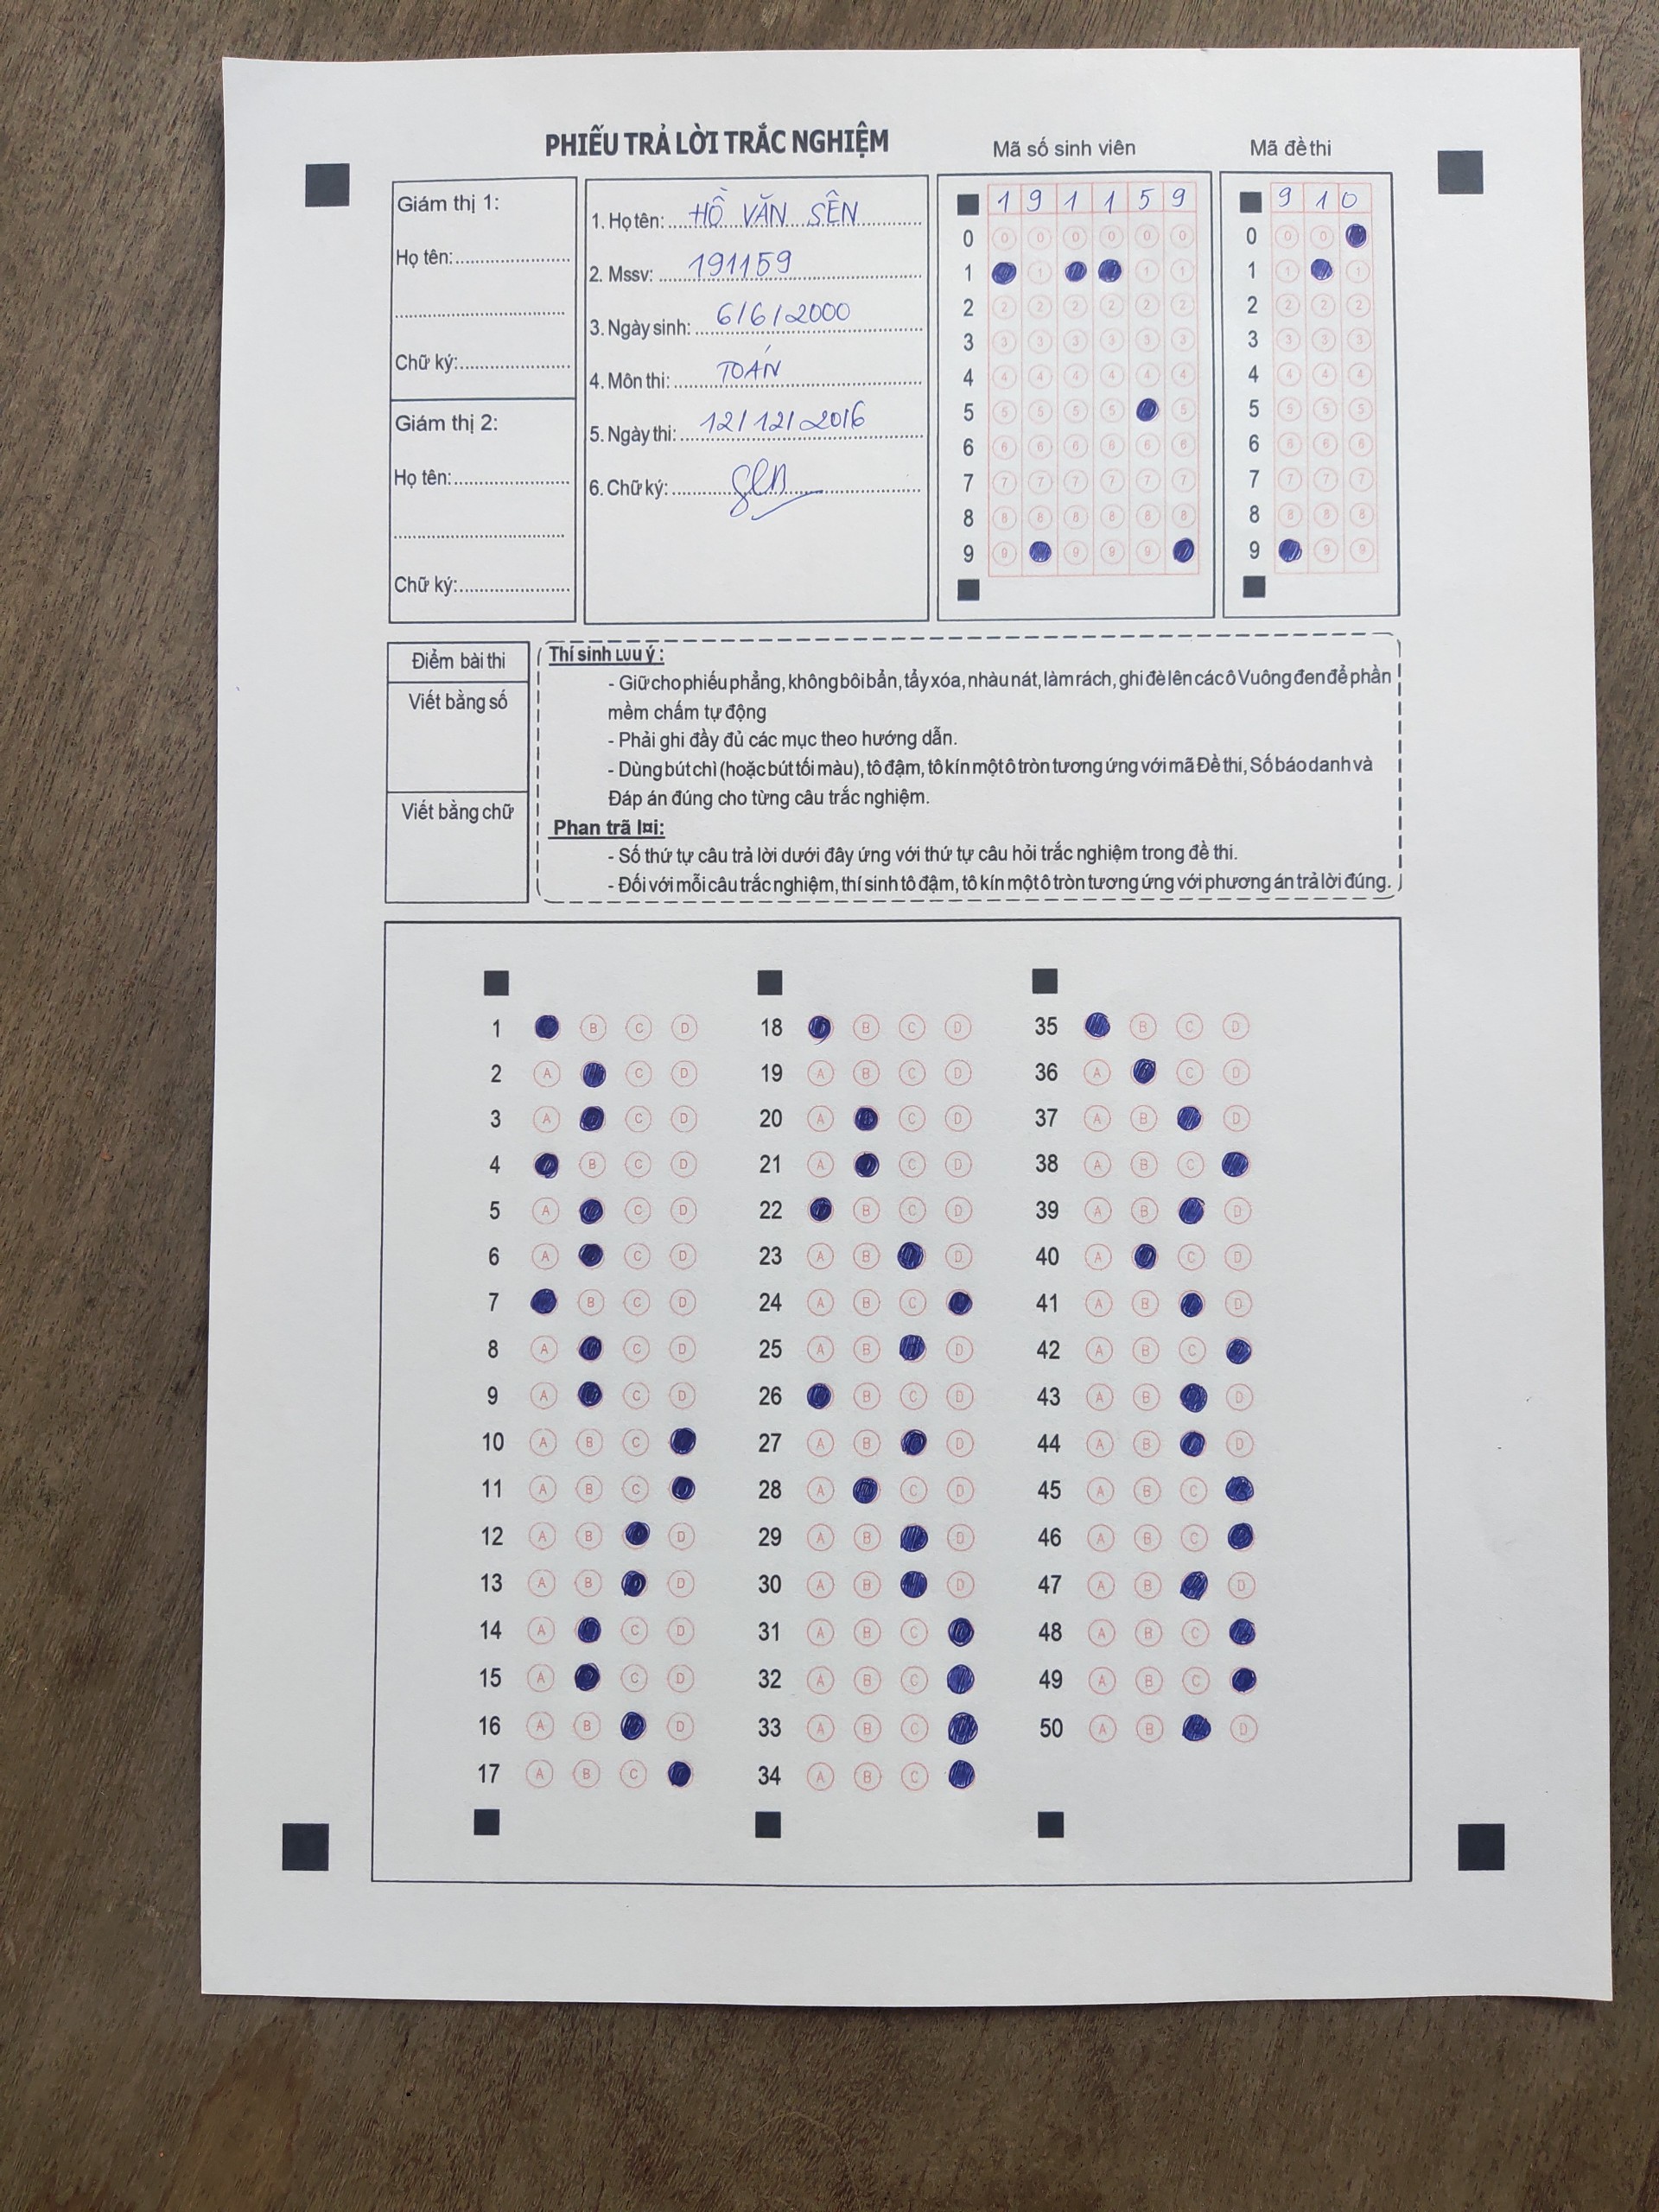 PHIẾU TRẢ LỜI TRẮC NGHIỆM
Mã số sinh viên
Mã đề thi
Giám thị 1:
Họ tên:
Chữ ký:
Giám thị 2:
Họ tên:
Chữ ký:
1. Họ tên: HỒ VĂN SÊN
2. Mssv: 191159
3. Ngày sinh: 6/6/2000
4. Môn thi: TOÁN
5. Ngày thi: 12/12/2016
6. Chữ ký:
1 9 1 1 5 9
0 0 0 0 0 0 0
1 1 1 1
2 2 2 2 2 2 2
3 3 3 3 3 3 3
4 4 4 4 4 4 4
5 5 5 5 5 5
6 6 6 6 6 6 6
7 7 7 7 7 7 7
8 8 8 8 8 8 8
9 9 9 9 9
9 1 0
0 0 0
1 1 1
2 2 2 2
3 3 3 3
4 4 4 4
5 5 5 5
6 6 6 6
7 7 7 7
8 8 8 8
9 9 9
Điểm bài thi
Viết bằng số
Viết bằng chữ
Thí sinh Lưu ý :
- Giữ cho phiếu phẳng, không bôi bẩn, tẩy xóa, nhàu nát, làm rách, ghi đè lên các ô Vuông đen để phần
mềm chấm tự động
- Phải ghi đầy đủ các mục theo hướng dẫn.
- Dùng bút chì (hoặc bút tối màu), tô đậm, tô kín một ô tròn tương ứng với mã Đề thi, Số báo danh và
Đáp án đúng cho từng câu trắc nghiệm.
Phan trã l¤i:
- Số thứ tự câu trả lời dưới đây ứng với thứ tự câu hỏi trắc nghiệm trong đề thi.
- Đối với mỗi câu trắc nghiệm, thí sinh tô đậm, tô kín một ô tròn tương ứng với phương án trả lời đúng.
1 B C D
2 A C D
3 A C D
4 B C D
5 A C D
6 A C D
7 B C D
8 A C D
9 A C D
10 A B C
11 A B C
12 A B D
13 A B D
14 A C D
15 A C D
16 A B D
17 A B C
18 B C D
19 A B C D
20 A C D
21 A C D
22 B C D
23 A B D
24 A B C
25 A B D
26 B C D
27 A B D
28 A C D
29 A B D
30 A B D
31 A B C
32 A B C
33 A B C
34 A B C
35 B C D
36 A C D
37 A B D
38 A B C
39 A B D
40 A C D
41 A B D
42 A B C
43 A B D
44 A B D
45 A B C
46 A B C
47 A B D
48 A B C
49 A B C
50 A B D